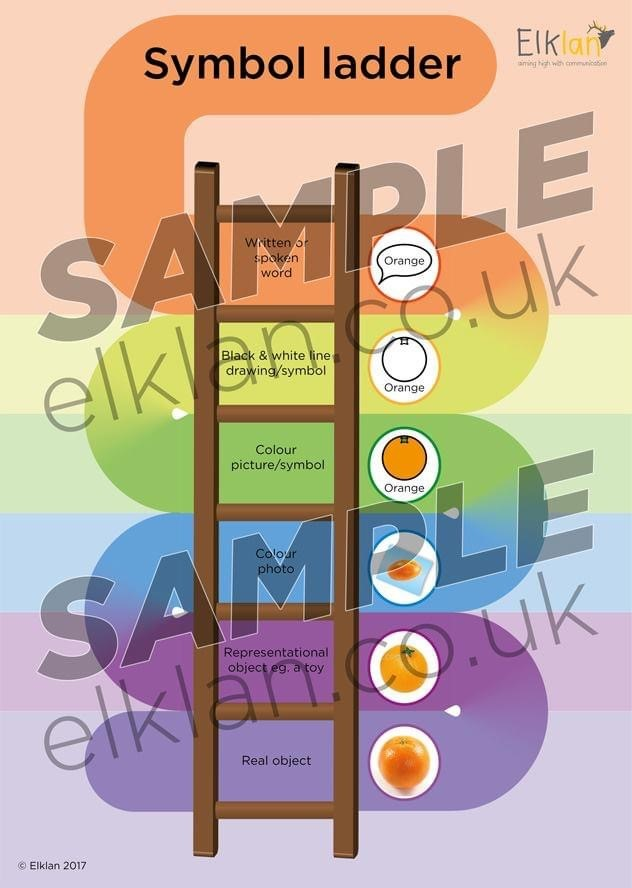 Symbol ladder
Elklan
aiming high with communication
SAMPLE
elklan.co.uk
Written or
spoken
word
Orange
Black & white line
drawing/symbol
Orange
Colour
picture/symbol
Orange
SAMPLE
elklan.co.uk
Colour
photo
Representational
object eg. a toy
Real object
© Elklan 2017